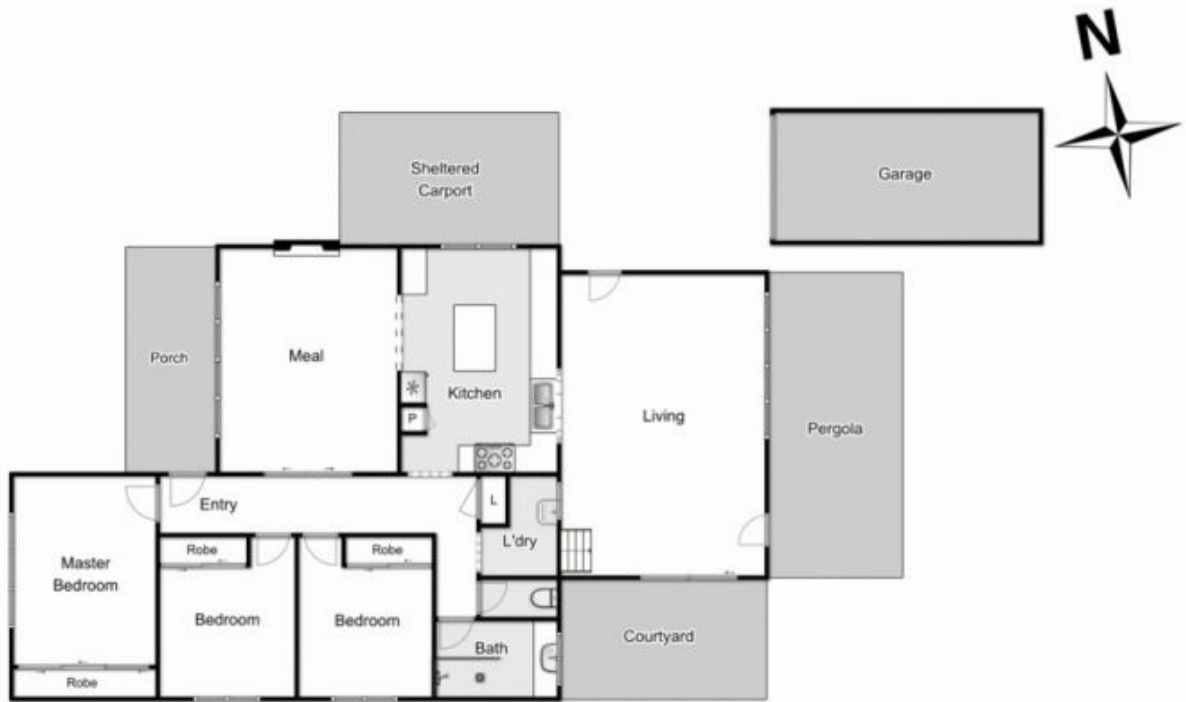 N
Sheltered
Carport
Garage
Porch
Meal
Kitchen
P
Living
Pergola
Entry
L
L'dry
Robe
Robe
Master
Bedroom
Bedroom
Bedroom
Bath
Courtyard
Robe